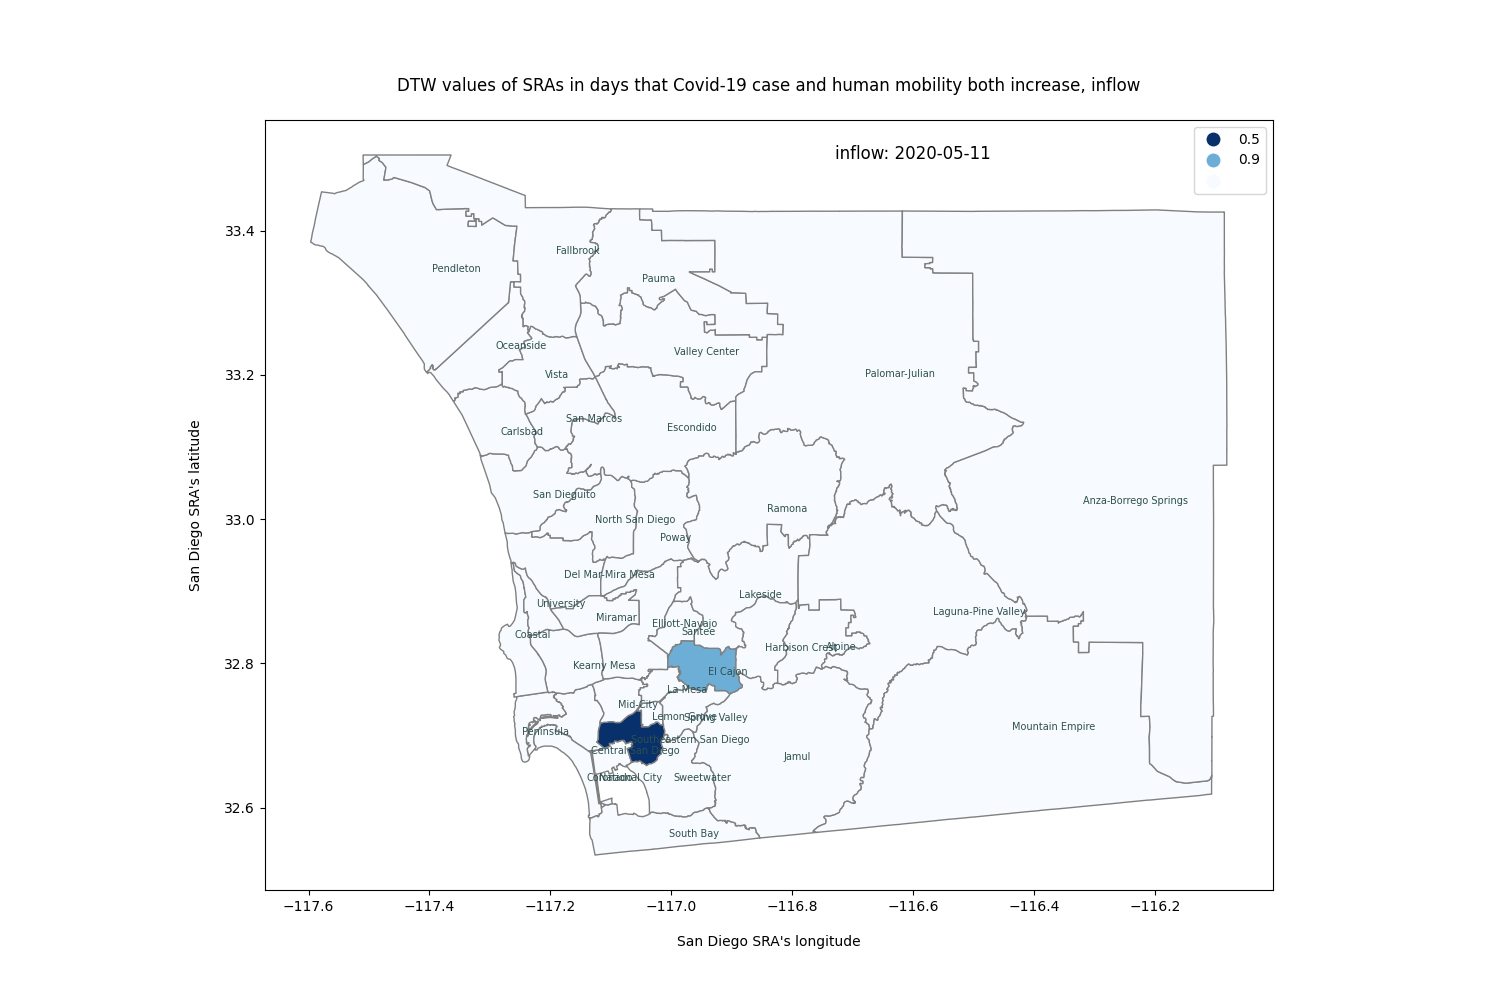 DTW values of SRAs in days that Covid-19 case and human mobility both increase, inflow
inflow: 2020-05-11
0.5
0.9
San Diego SRA's latitude
33.4
33.2
33.0
32.8
32.6
Fallbrook
Pendleton
Pauma
Oceanside
Valley Center
Vista
Palomar-Julian
San Marcos
Carlsbad
Escondido
San Dieguito
Anza-Borrego Springs
Ramona
North San Diego
Poway
Del Mar-Mira Mesa
Lakeside
University
Laguna-Pine Valley
Miramar
Elliott-Navajo
Santee
Coastal
Harbison Crest
Alpine
Kearny Mesa
El Cajon
La Mesa
Mid-City
Lemon Grove
Spring Valley
Peninsula
Mountain Empire
Southeastern San Diego
Central San Diego
Jamul
Coronado
National City
Sweetwater
South Bay
−117.6
−117.4
−117.2
−117.0
−116.8
−116.6
−116.4
−116.2
San Diego SRA's longitude